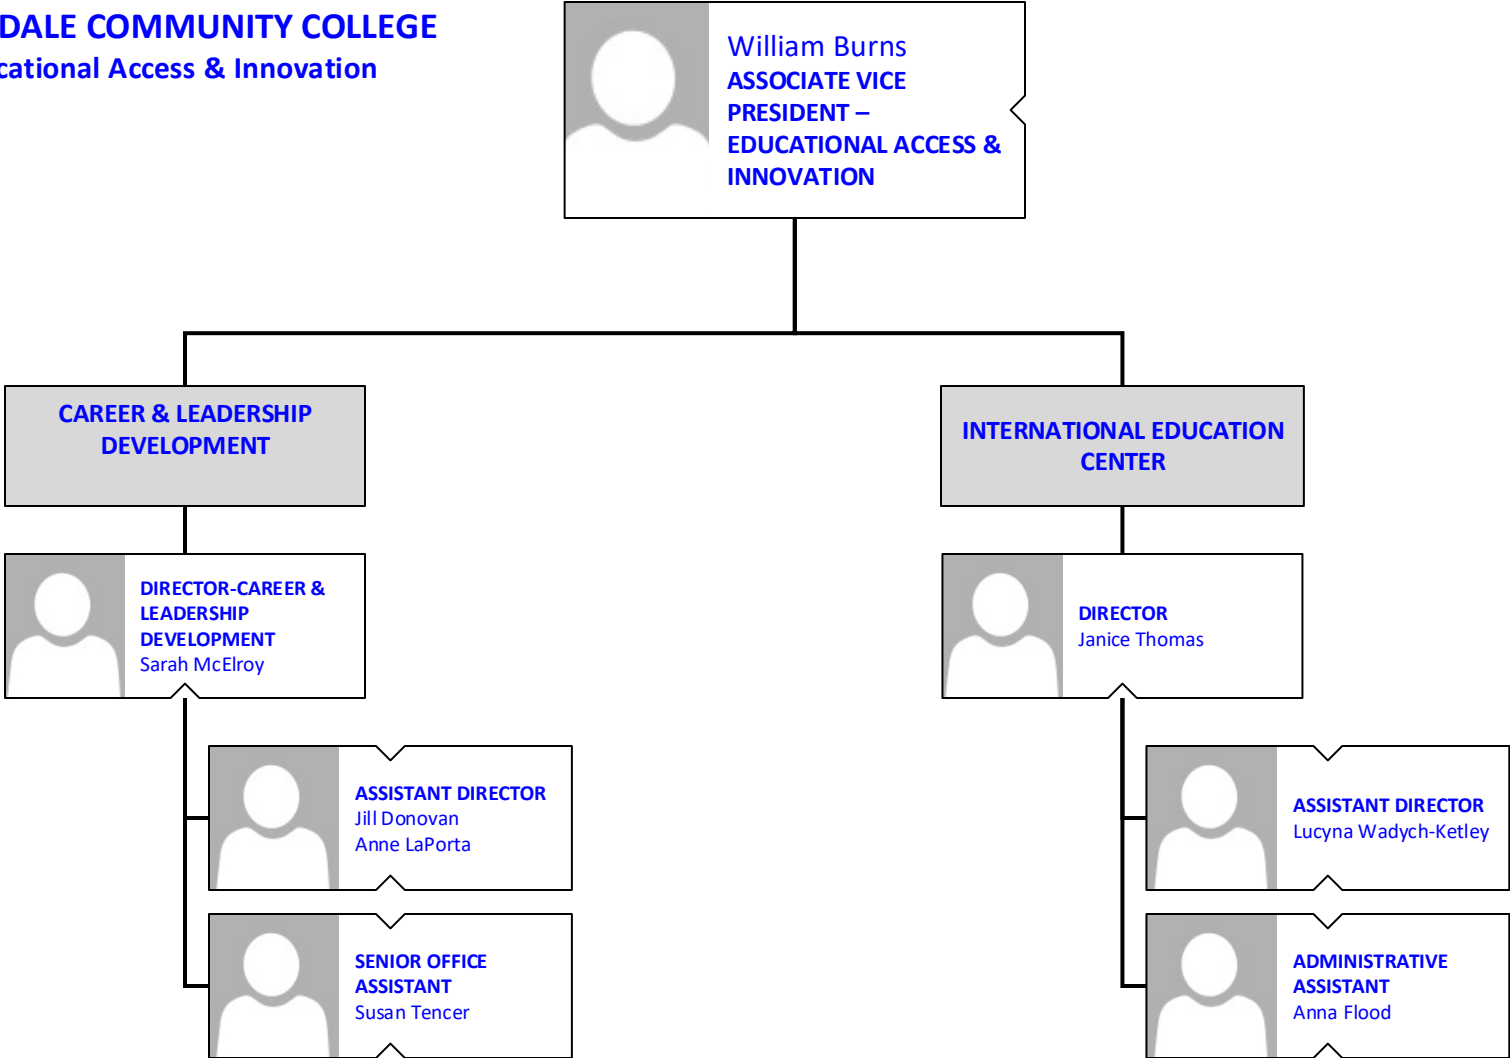 DALE COMMUNITY COLLEGE
cational Access & Innovation
William Burns
ASSOCIATE VICE
PRESIDENT –
EDUCATIONAL ACCESS &
INNOVATION
CAREER & LEADERSHIP
DEVELOPMENT
INTERNATIONAL EDUCATION
CENTER
DIRECTOR-CAREER &
LEADERSHIP
DEVELOPMENT
Sarah McElroy
DIRECTOR
Janice Thomas
ASSISTANT DIRECTOR
Jill Donovan
Anne LaPorta
ASSISTANT DIRECTOR
Lucyna Wadych-Ketley
SENIOR OFFICE
ASSISTANT
Susan Tencer
ADMINISTRATIVE
ASSISTANT
Anna Flood